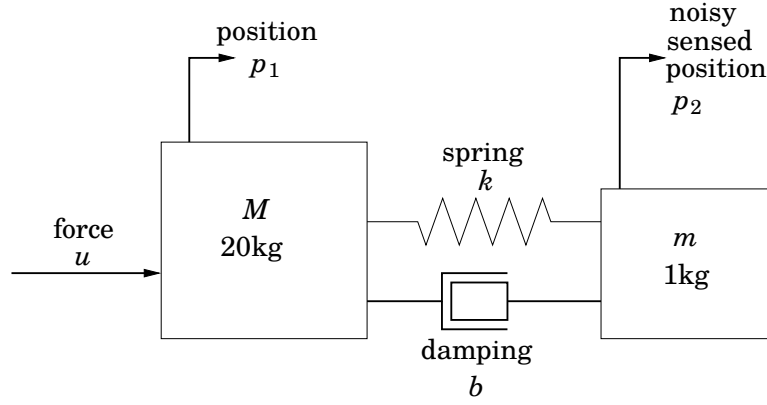 position
p₁
noisy
sensed
position
p₂
force
u
M
20kg
spring
k
damping
b
m
1kg